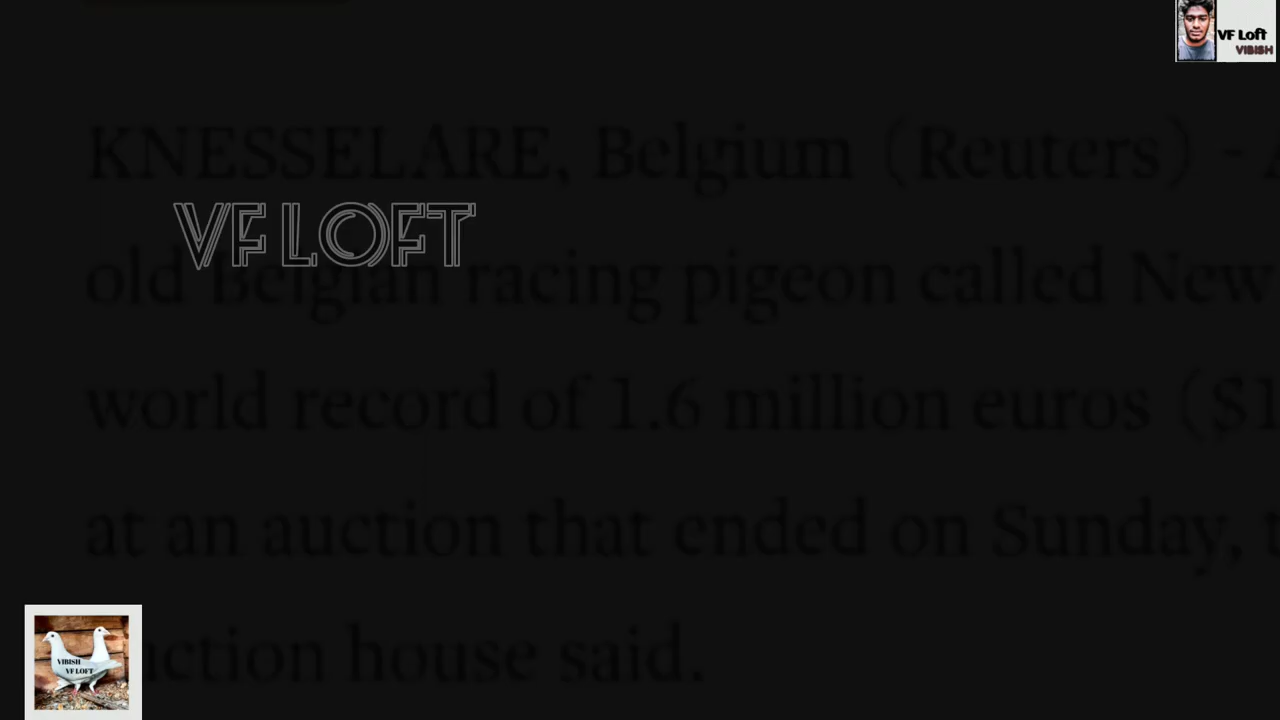 VF Loft
VIBISH
KNESSELARE, Belgium (Reuters) -
VF LOFT
old Belgian racing pigeon called New
world record of 1.6 million euros ($1
at an auction that ended on Sunday,
VIBISH
VF LOFT
uction house said.